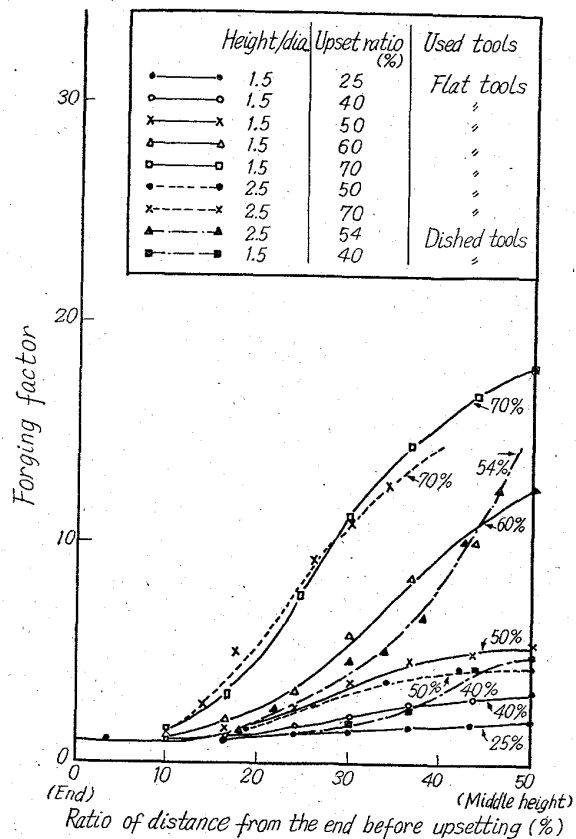 Height/dia Upset ratio (%) Used tools
1.5 25 Flat tools
1.5 40 〃
1.5 50 〃
1.5 60 〃
1.5 70 〃
2.5 50 〃
2.5 70 〃
2.5 54 Dished tools
1.5 40 〃
30
20
10
0
Forging factor
70%
70%
54%
60%
50%
50%
40%
40%
25%
0 10 20 30 40 50
(End) (Middle height)
Ratio of distance from the end before upsetting (%)